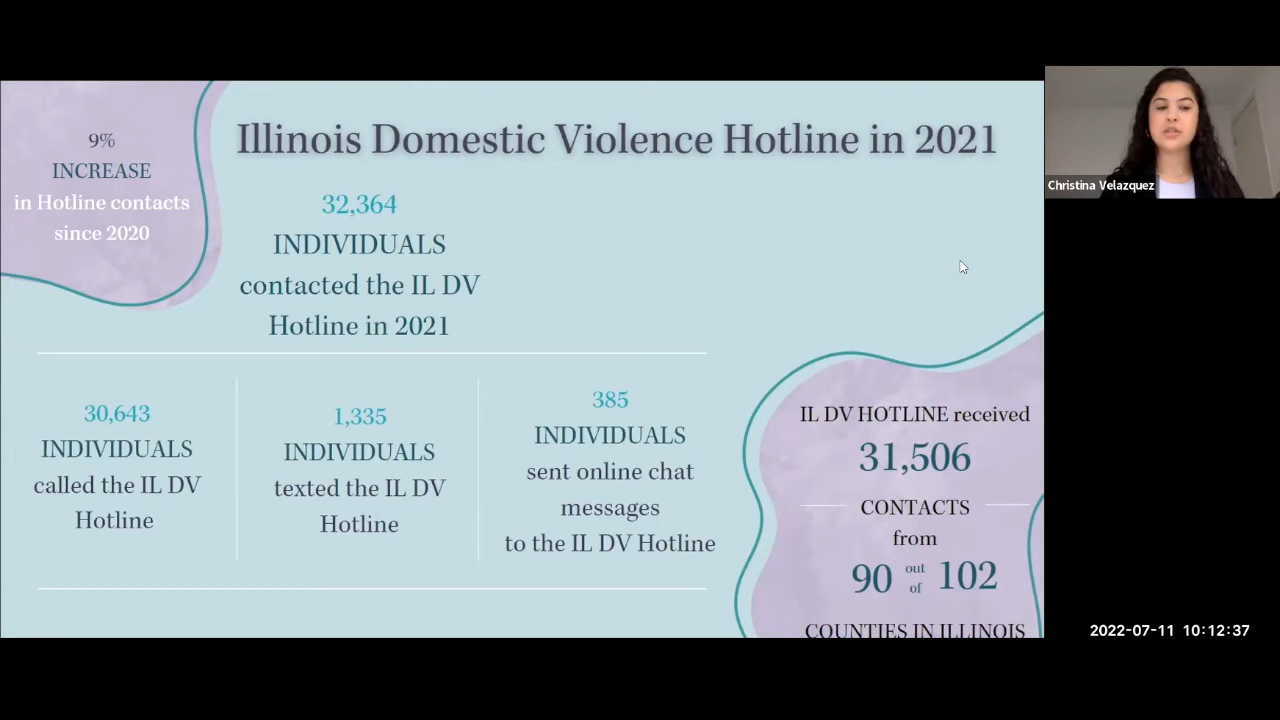 9%
INCREASE
in Hotline contacts
since 2020
Illinois Domestic Violence Hotline in 2021
32,364
INDIVIDUALS
contacted the IL DV
Hotline in 2021
30,643
INDIVIDUALS
called the IL DV
Hotline
1,335
INDIVIDUALS
texted the IL DV
Hotline
385
INDIVIDUALS
sent online chat
messages
to the IL DV Hotline
IL DV HOTLINE received
31,506
CONTACTS
from
90 out of 102
COUNTIES IN ILLINOIS
Christina Velazquez
2022-07-11 10:12:37